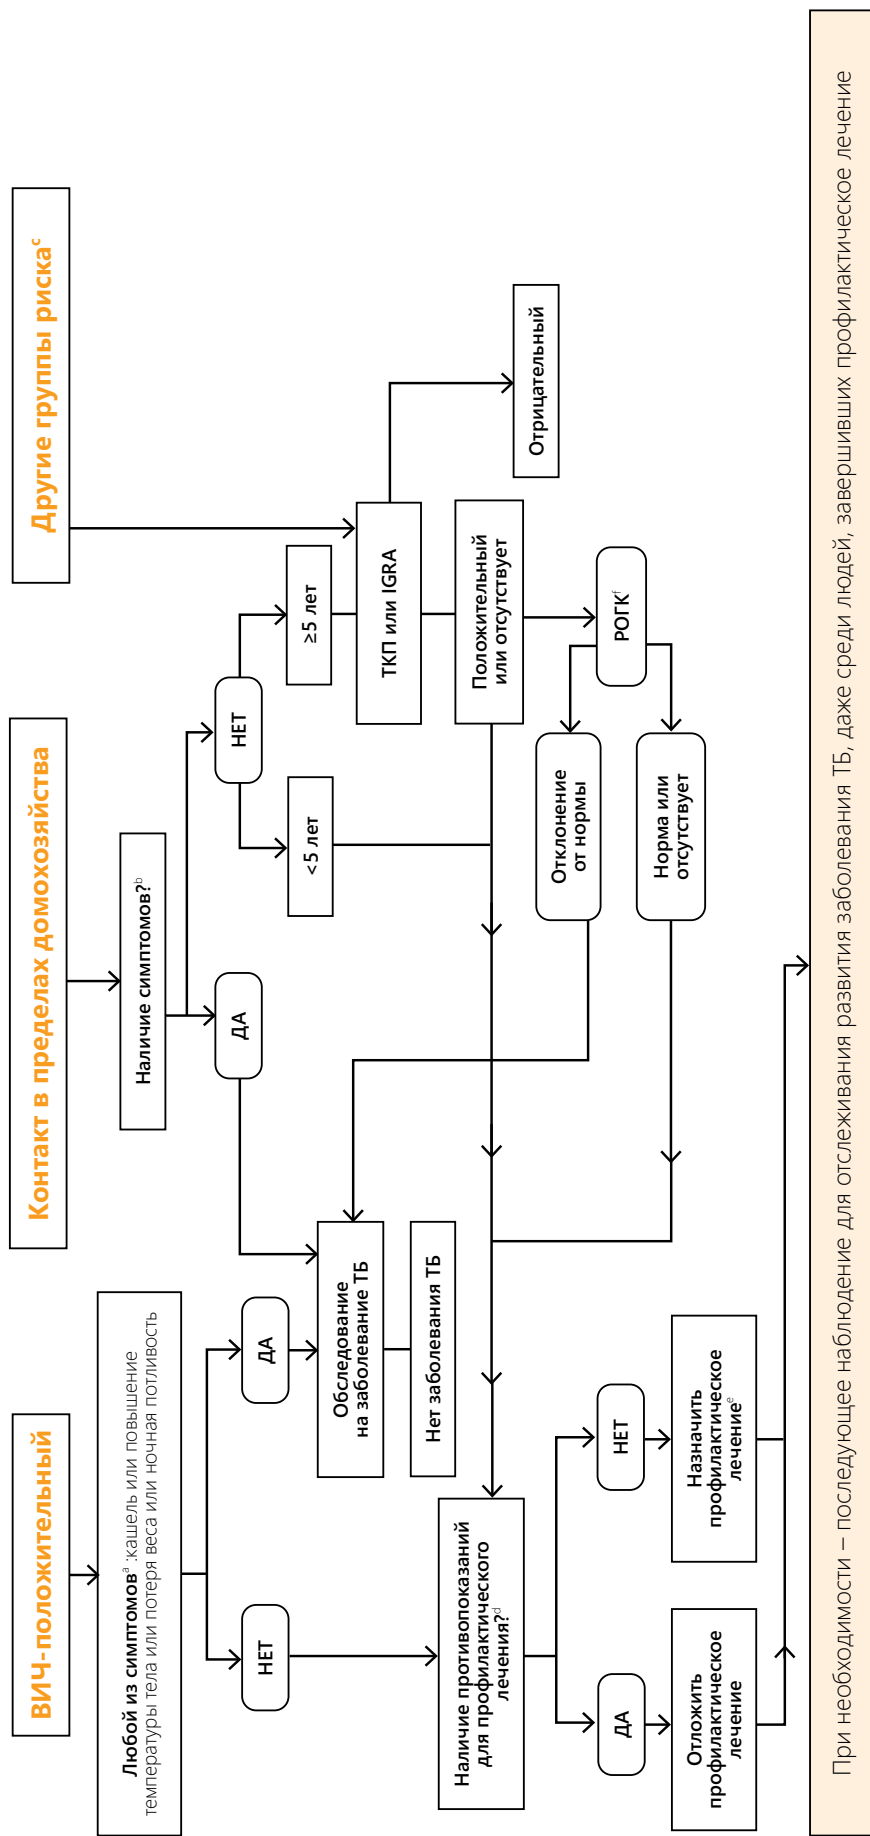 ВИЧ-положительный
Контакт в пределах домохозяйства
Другие группы риска^c
Любой из симптомов^a :кашель или повышение
температуры тела или потеря веса или ночная потливость
Наличие симптомов?^b
НЕТ
ДА
ДА
НЕТ
<5 лет
≥5 лет
Обследование
на заболевание ТБ
ТКП или IGRA
Нет заболевания ТБ
Положительный
или отсутствует
Отрицательный
Наличие противопоказаний
для профилактического
лечения?^d
Отклонение
от нормы
РОГК^f
ДА
НЕТ
Норма или
отсутствует
Отложить
профилактическое
лечение
Назначить
профилактическое
лечение^e
При необходимости – последующее наблюдение для отслеживания развития заболевания ТБ, даже среди людей, завершивших профилактическое лечение